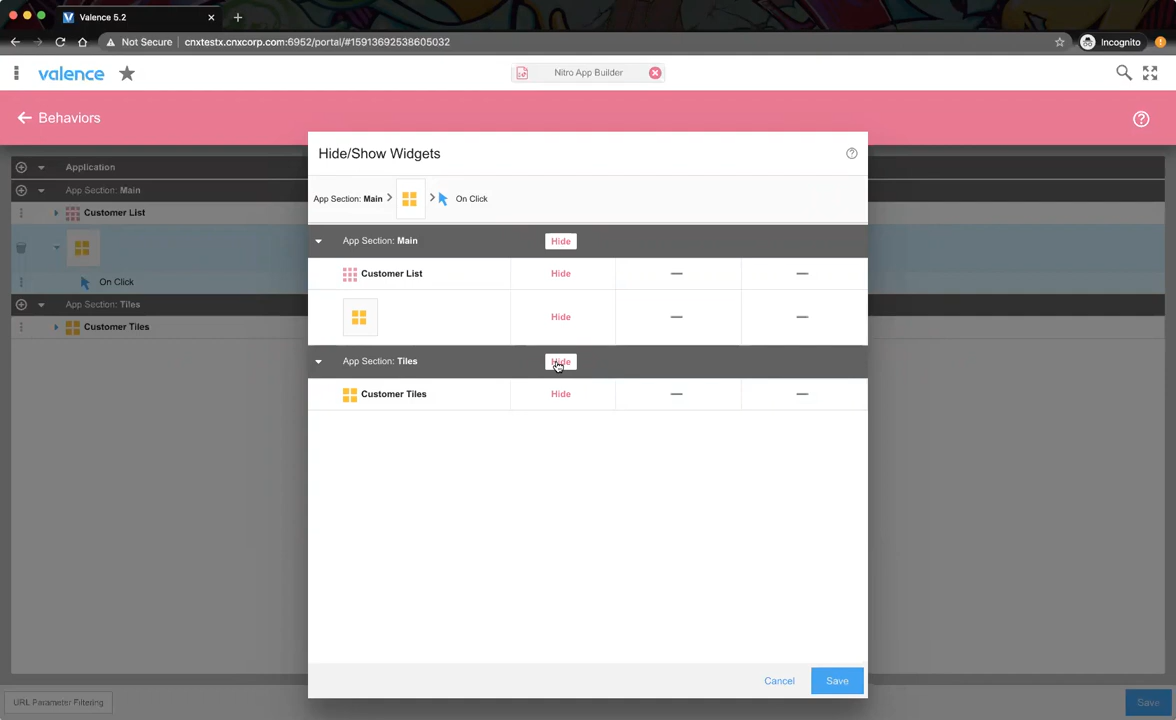 Valence 5.2
Not Secure
cnxtestx.cnxcorp.com:6952/portal/#15913692538605032
Incognito
valence
Nitro App Builder
Behaviors
Application
App Section: Main
Customer List
On Click
App Section: Tiles
Customer Tiles
Hide/Show Widgets
App Section: Main
On Click
App Section: Main Hide
Customer List Hide
Hide
App Section: Tiles Hide
Customer Tiles Hide
Cancel
Save
URL Parameter Filtering
Save